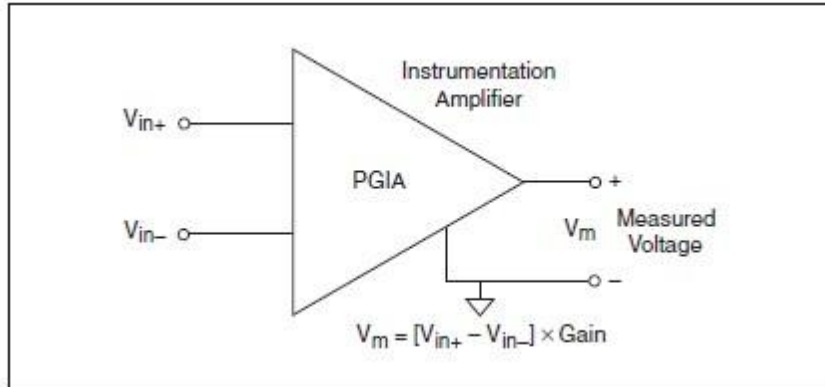 Instrumentation
Amplifier
Vin+
PGIA
+
Vin–
Vm Measured
Voltage
–
Vm = [Vin+ – Vin–] × Gain